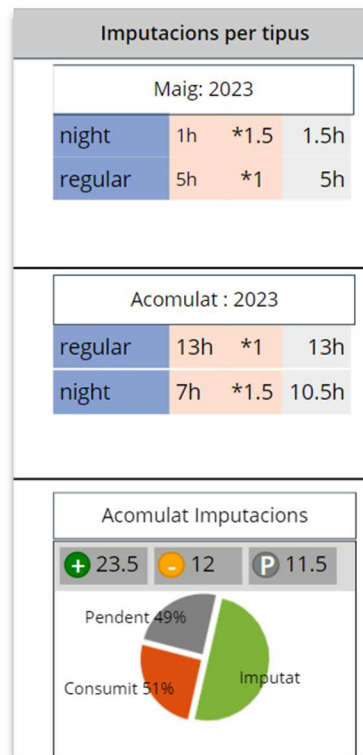 Imputacions per tipus
Maig: 2023
night 1h *1.5 1.5h
regular 5h *1 5h
Acomulat : 2023
regular 13h *1 13h
night 7h *1.5 10.5h
Acomulat Imputacions
+ 23.5 - 12 P 11.5
Pendent 49%
Imputat
Consumit 51%